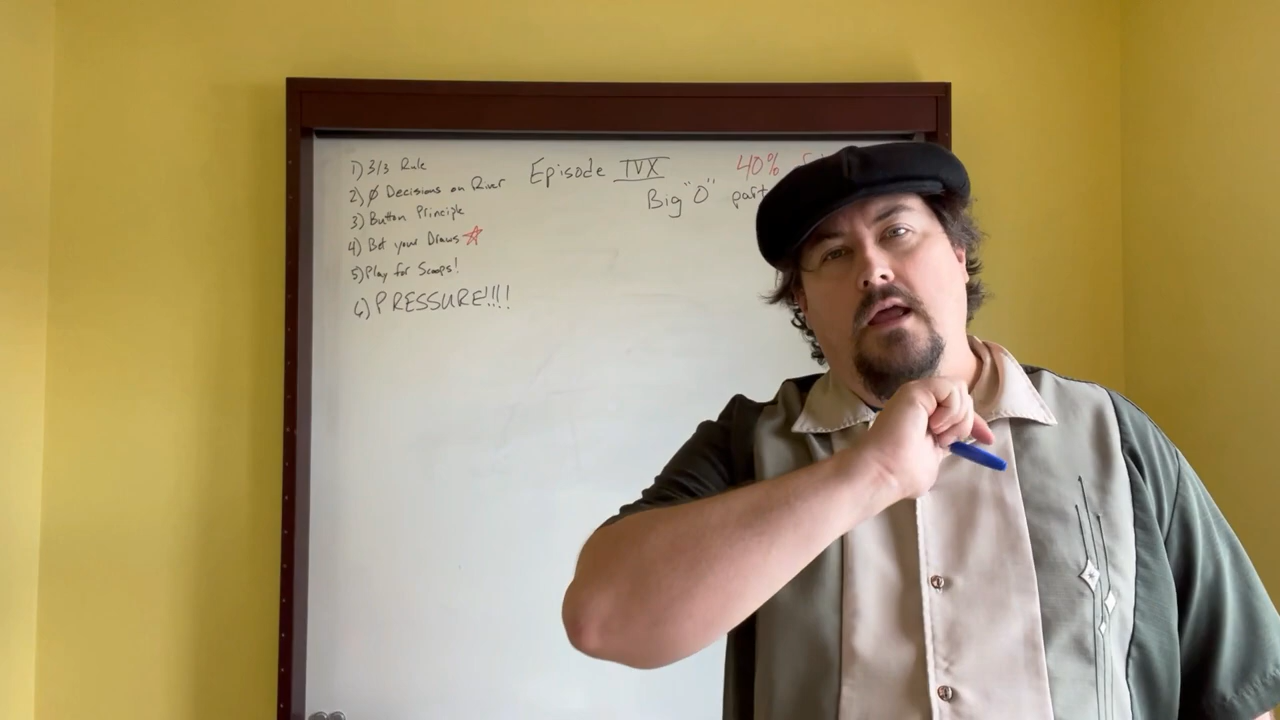 1) 3/3 Rule
2) Ø Decisions on River
3) Button Principle
4) Bet your Draws ☆
5) Play for Scoops!
6) PRESSURE!!!!
Episode IVX
Big "O" part
40%